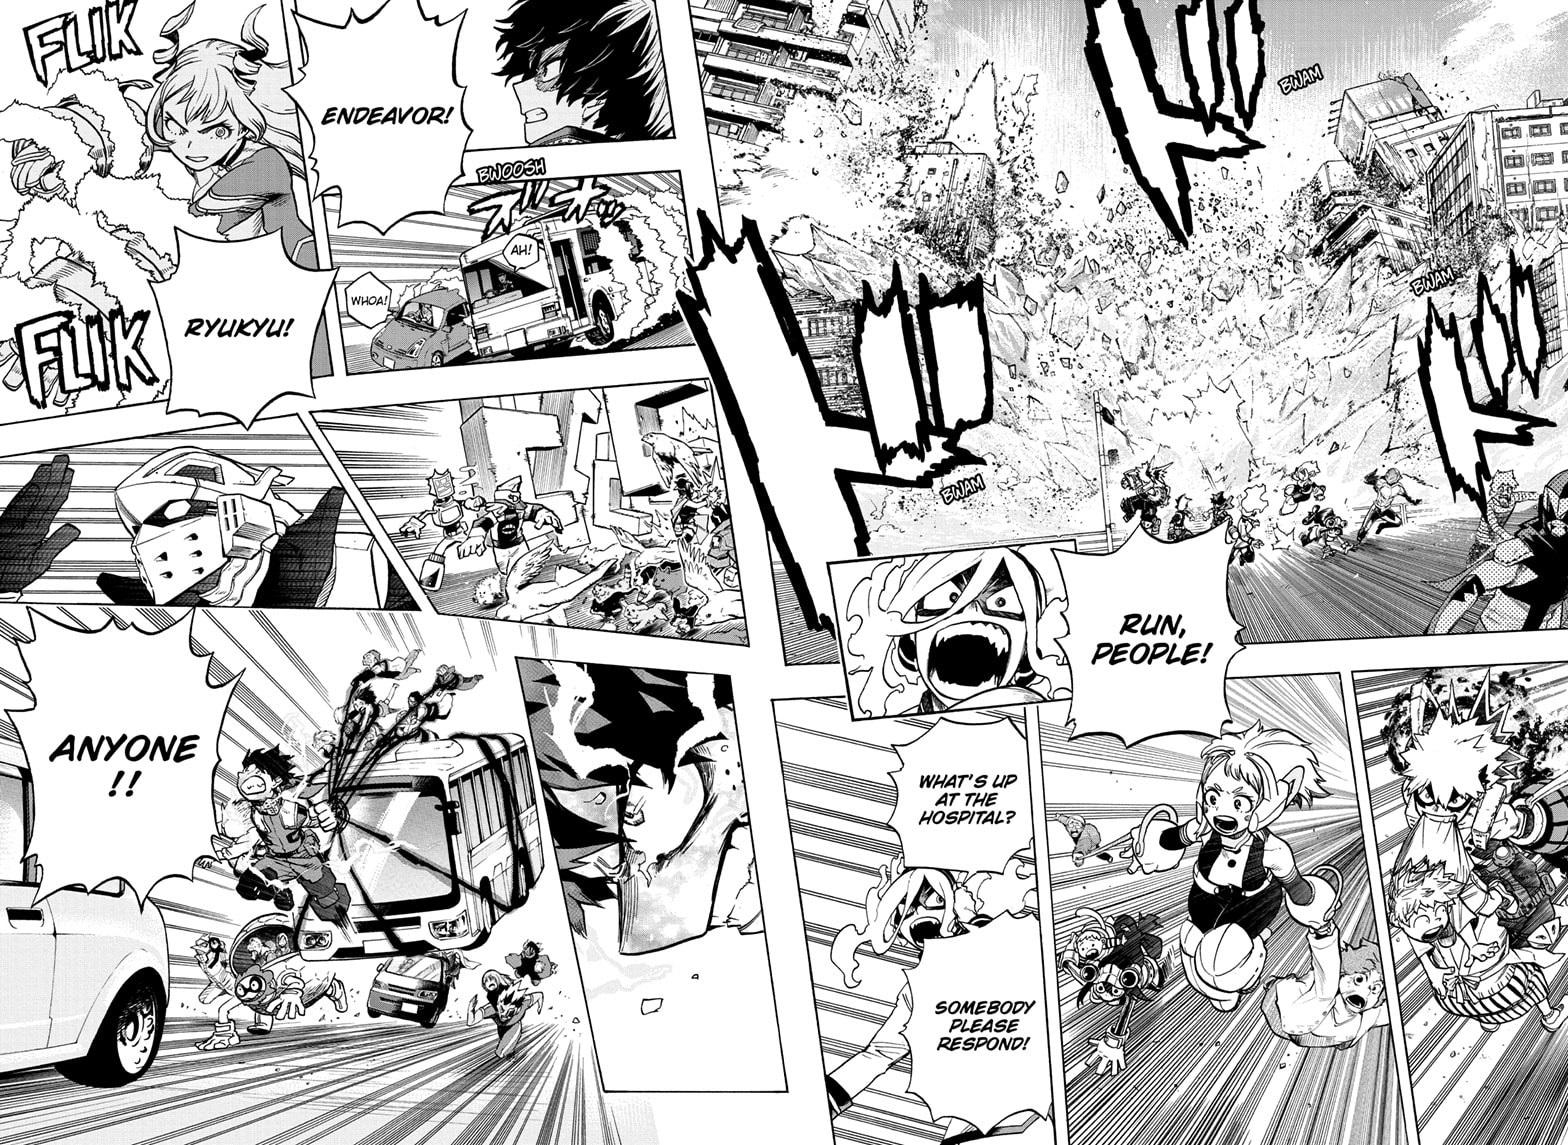 BWAM
BWAM
BWAM
RUN,
PEOPLE!
WHAT'S UP
AT THE
HOSPITAL?
SOMEBODY
PLEASE
RESPOND!
ENDEAVOR!
BWOOSH
AH!
WHOA!
FLIK
RYUKYU!
FLIK
ANYONE
!!